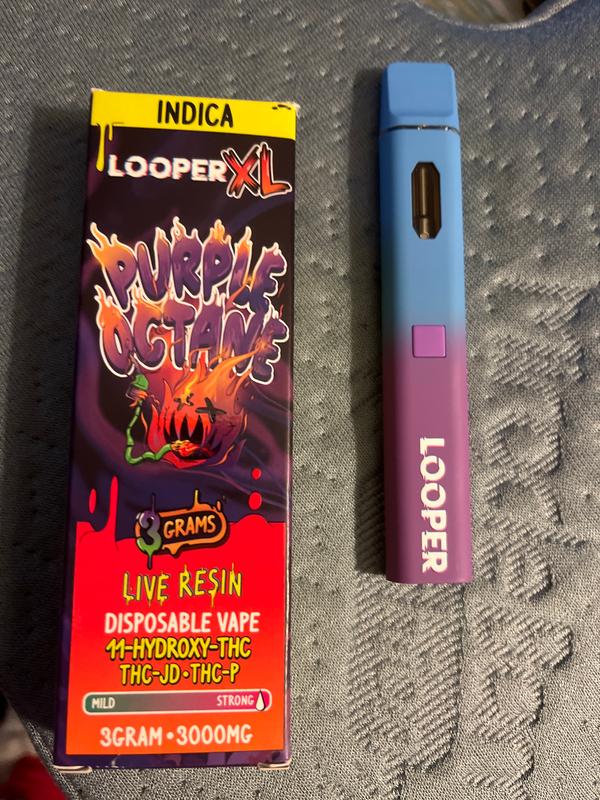 INDICA
LOOPER XL
PURPLE
OCTANE
3 GRAMS
LIVE RESIN
DISPOSABLE VAPE
11-HYDROXY-THC
THC-JD • THC-P
MILD STRONG
3GRAM • 3000MG
LOOPER